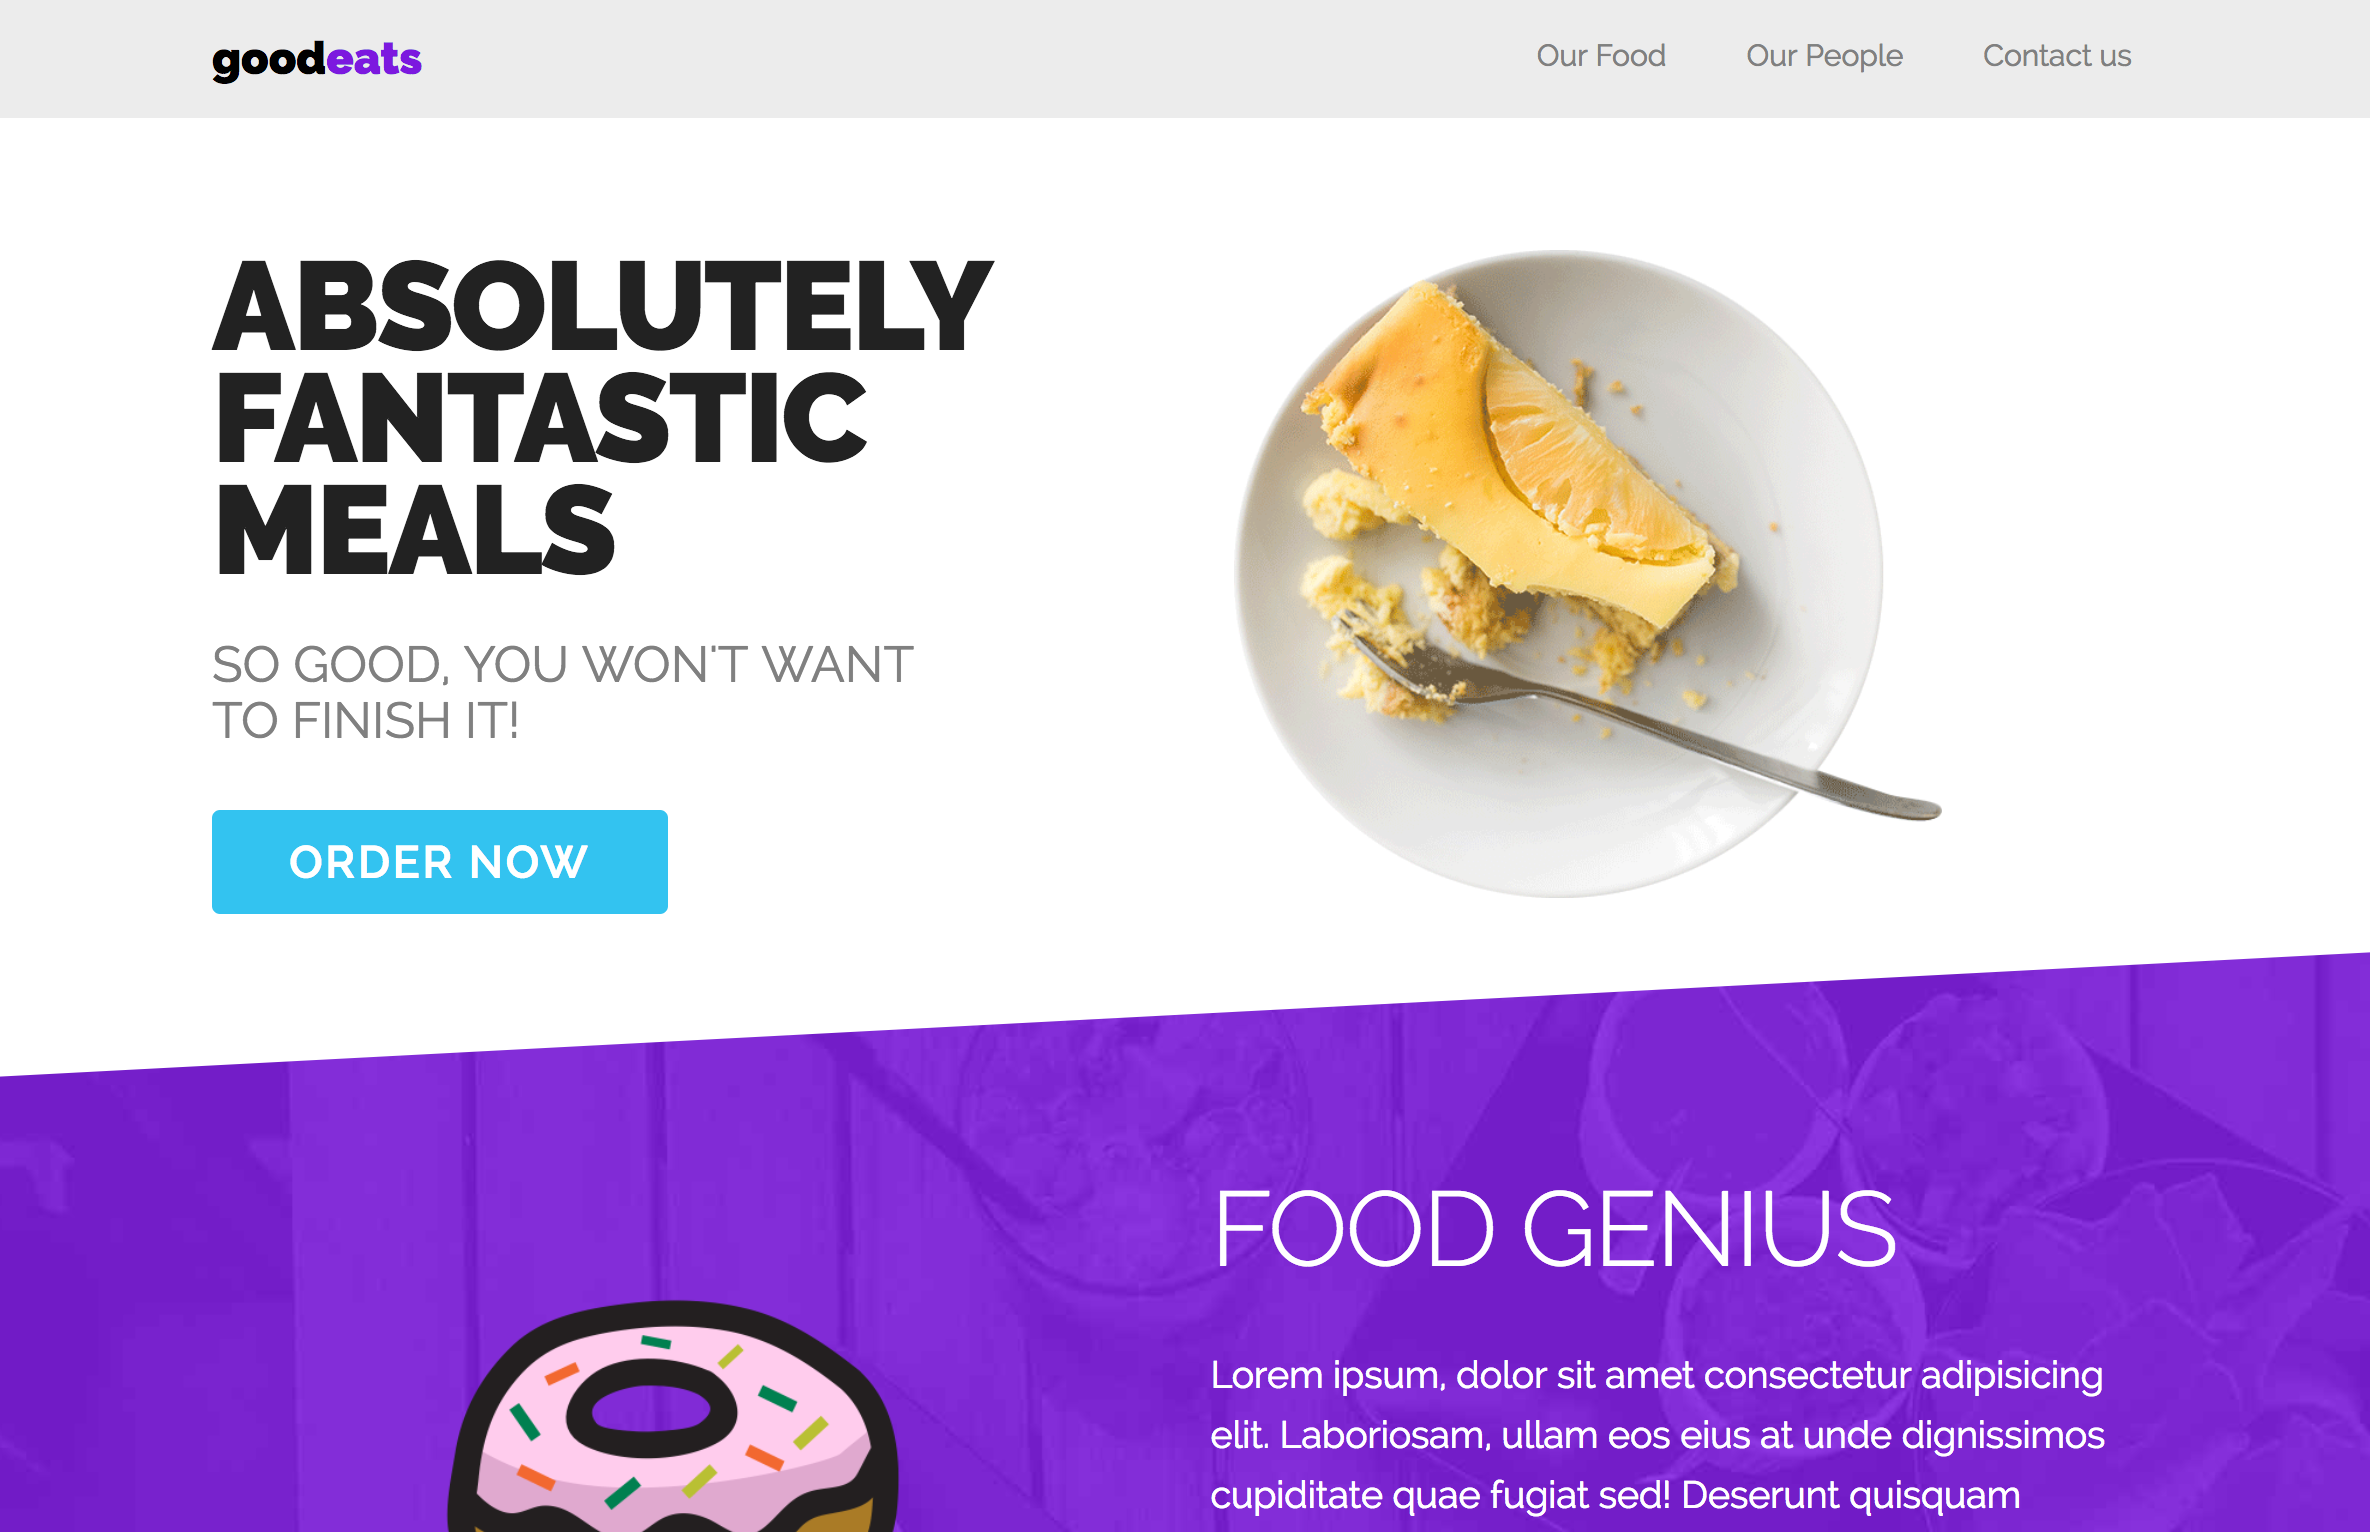 goodeats
Our Food
Our People
Contact us
ABSOLUTELY
FANTASTIC
MEALS
SO GOOD, YOU WON'T WANT
TO FINISH IT!
ORDER NOW
FOOD GENIUS
Lorem ipsum, dolor sit amet consectetur adipisicing
elit. Laboriosam, ullam eos eius at unde dignissimos
cupiditate quae fugiat sed! Deserunt quisquam